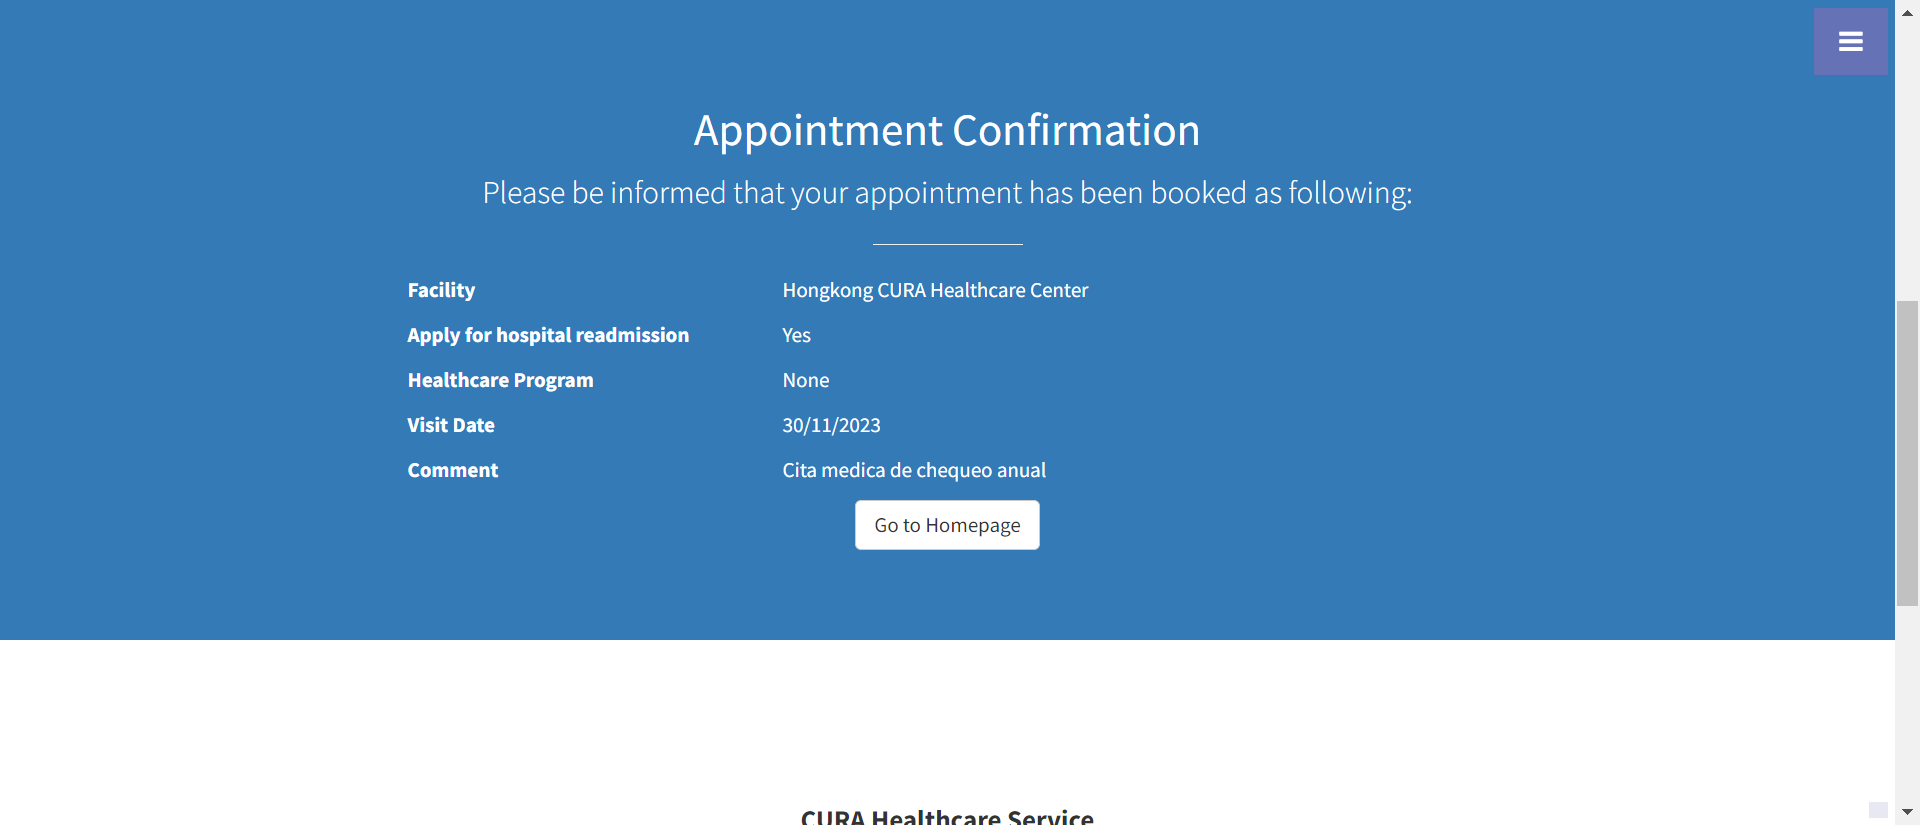 Appointment Confirmation
Please be informed that your appointment has been booked as following:
Facility Hongkong CURA Healthcare Center
Apply for hospital readmission Yes
Healthcare Program None
Visit Date 30/11/2023
Comment Cita medica de chequeo anual
Go to Homepage
CURA Healthcare Service